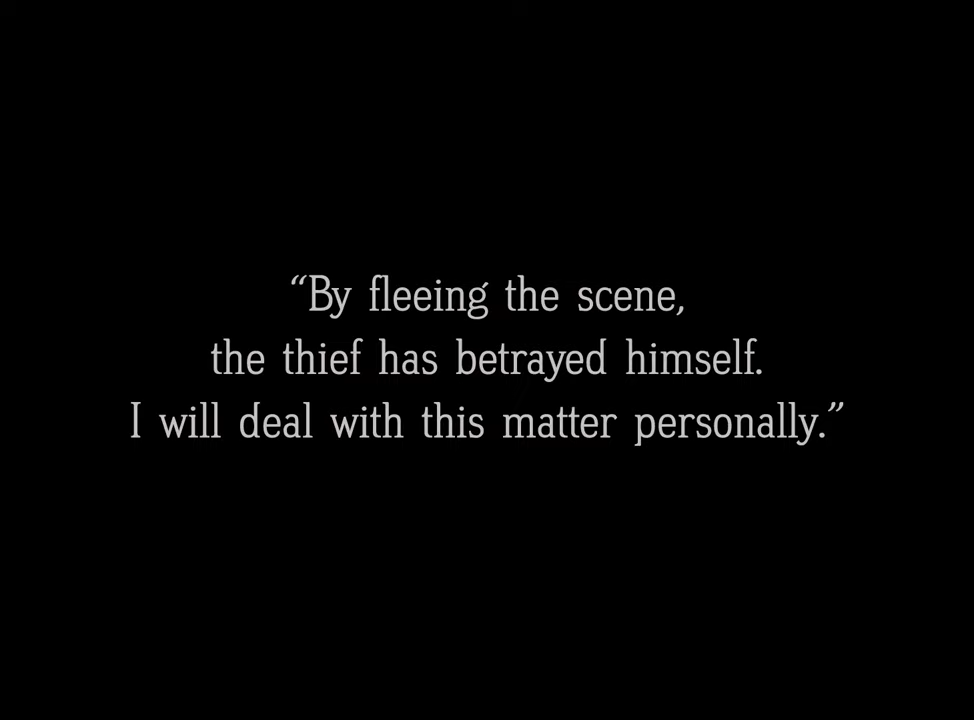 “By fleeing the scene,
the thief has betrayed himself.
I will deal with this matter personally.”